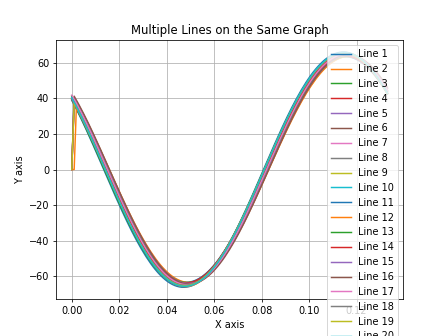 Multiple Lines on the Same Graph
Y axis
60
40
20
0
−20
−40
−60
0.00
0.02
0.04
0.06
0.08
0.10
X axis
Line 1
Line 2
Line 3
Line 4
Line 5
Line 6
Line 7
Line 8
Line 9
Line 10
Line 11
Line 12
Line 13
Line 14
Line 15
Line 16
Line 17
Line 18
Line 19
Line 20